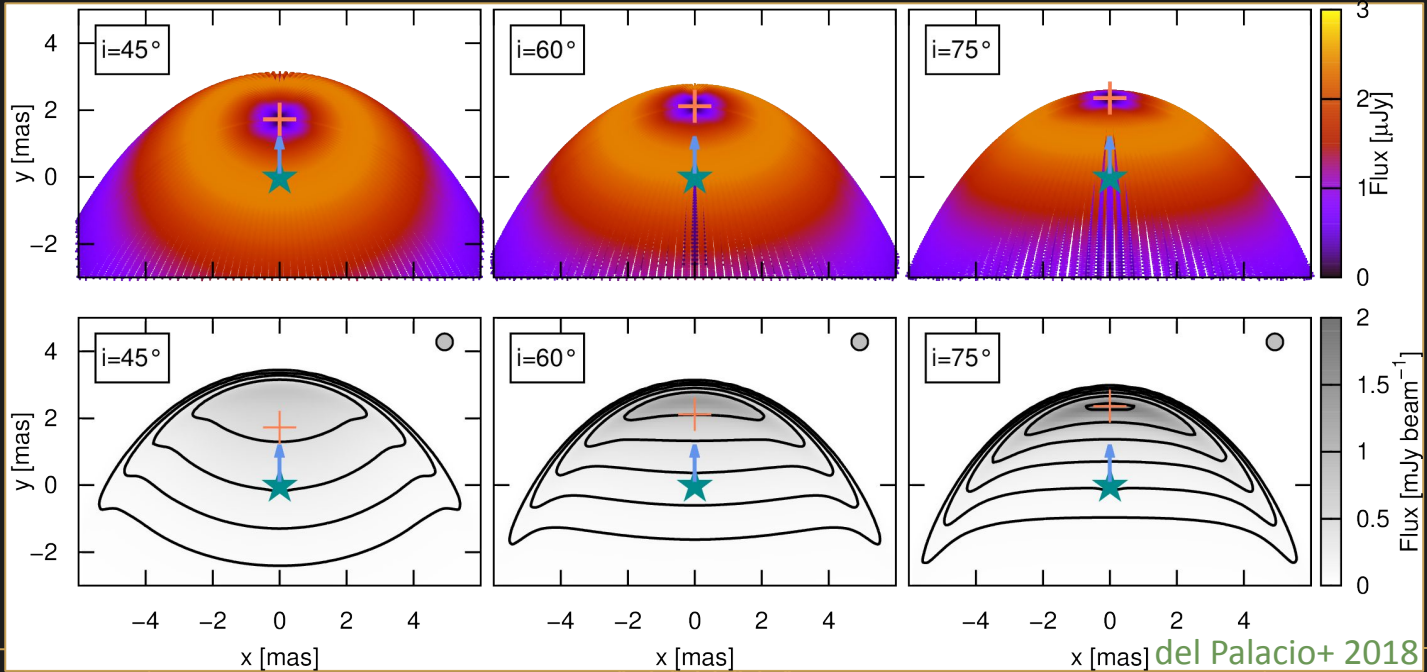 i=45°
i=60°
i=75°
4
2
0
−2
y [mas]
3
2
1
0
Flux [μJy]
i=45°
i=60°
i=75°
4
2
0
−2
y [mas]
2
1.5
1
0.5
0
Flux [mJy beam⁻¹]
−4 −2 0 2 4
−4 −2 0 2 4
−4 −2 0 2 4
x [mas]
x [mas]
x [mas]
del Palacio+ 2018